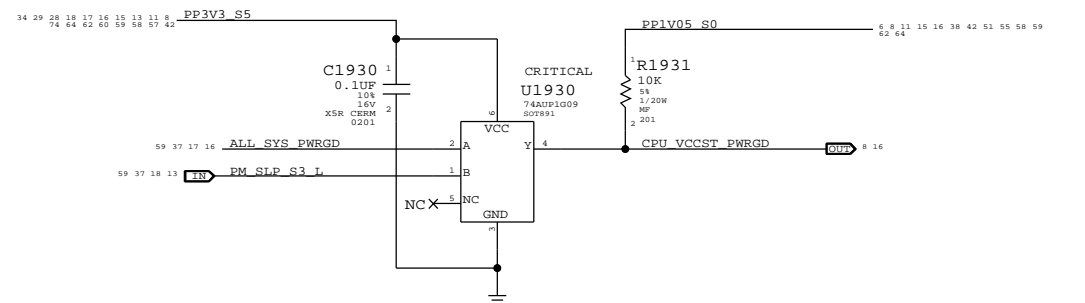 34 29 28 18 17 16 15 13 11 8 PP3V3_S5
74 64 62 60 59 58 57 42
PP1V05_S0 6 8 11 15 16 38 42 51 55 58 59
62 64
C1930 1
0.1UF
10%
16V
X5R CERM 2
0201
CRITICAL
U1930
74AUP1G09
SOT891
1 R1931
10K
5%
1/20W
MF
2 201
6
VCC
59 37 17 16 ALL_SYS_PWRGD 2 A
Y 4 CPU_VCCST_PWRGD OUT 8 16
59 37 18 13 IN PM_SLP_S3_L 1 B
NC 5 NC
GND
3